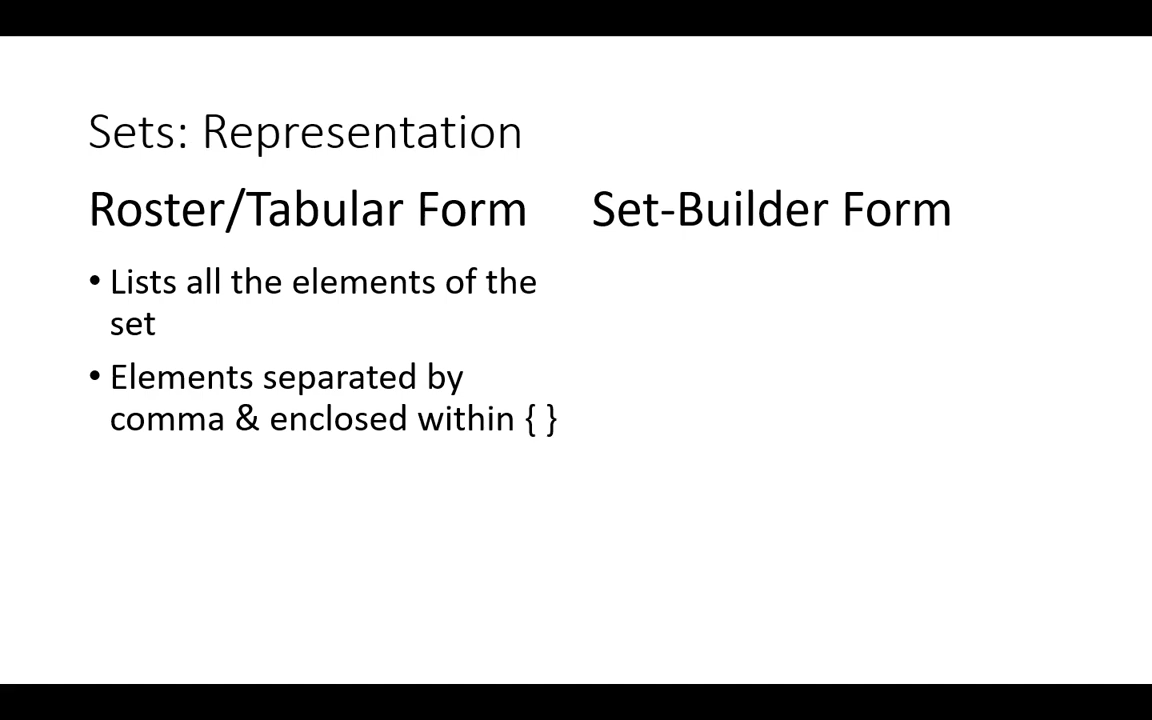 Sets: Representation
Roster/Tabular Form
• Lists all the elements of the
set
• Elements separated by
comma & enclosed within { }
Set-Builder Form